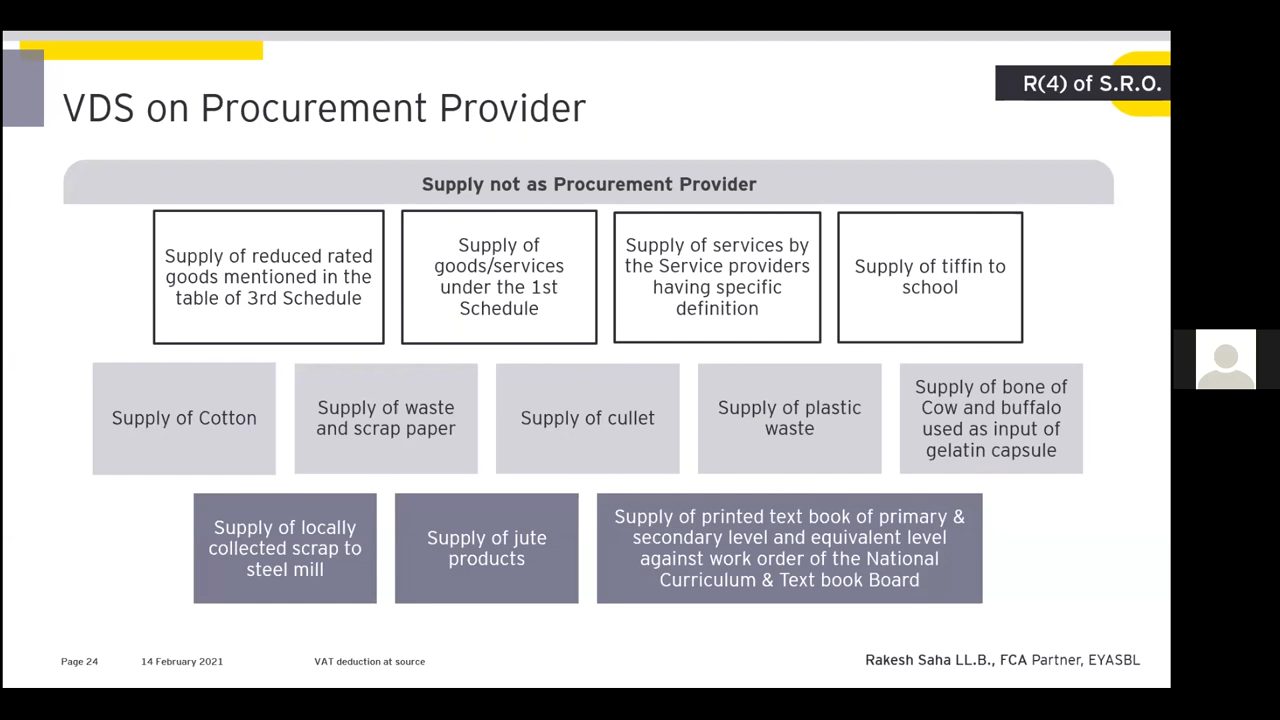 R(4) of S.R.O.
VDS on Procurement Provider
Supply not as Procurement Provider
Supply of reduced rated
goods mentioned in the
table of 3rd Schedule
Supply of
goods/services
under the 1st
Schedule
Supply of services by
the Service providers
having specific
definition
Supply of tiffin to
school
Supply of Cotton
Supply of waste
and scrap paper
Supply of cullet
Supply of plastic
waste
Supply of bone of
Cow and buffalo
used as input of
gelatin capsule
Supply of locally
collected scrap to
steel mill
Supply of jute
products
Supply of printed text book of primary &
secondary level and equivalent level
against work order of the National
Curriculum & Text book Board
Page 24 14 February 2021 VAT deduction at source Rakesh Saha LL.B., FCA Partner, EYASBL